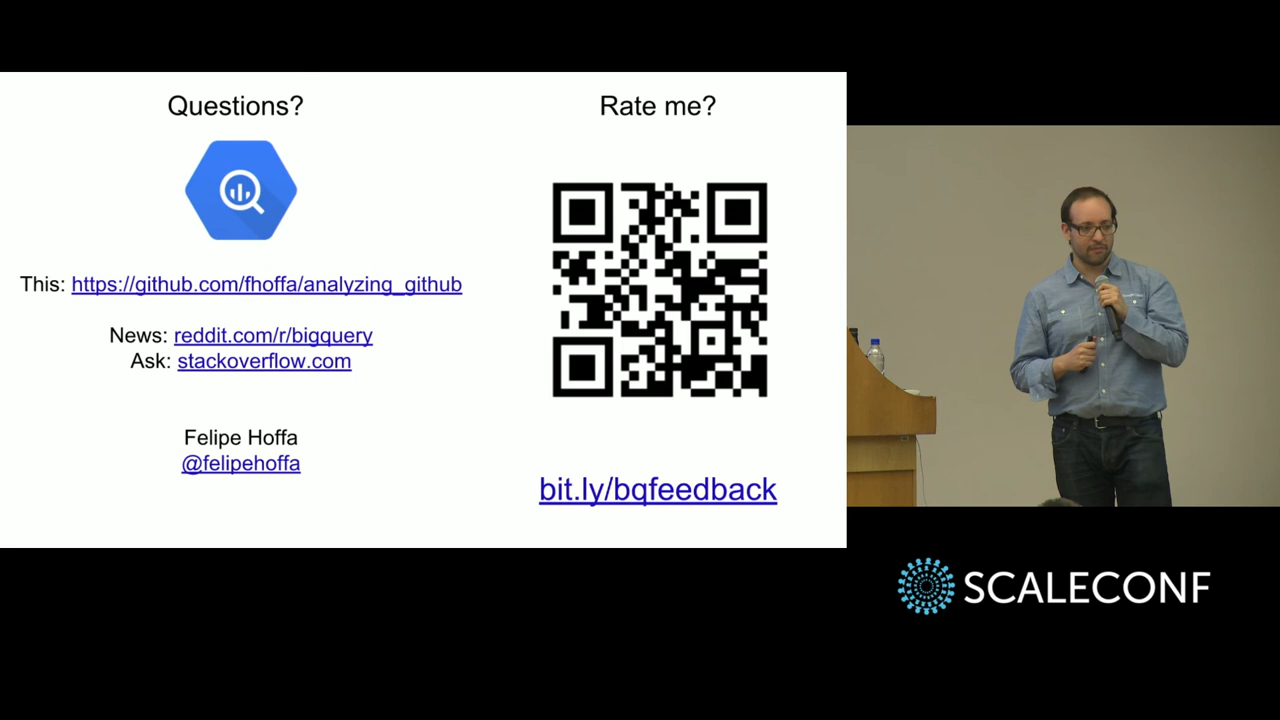 Questions?
This: https://github.com/fhoffa/analyzing_github
News: reddit.com/r/bigquery
Ask: stackoverflow.com
Felipe Hoffa
@felipehoffa
Rate me?
bit.ly/bqfeedback
SCALECONF